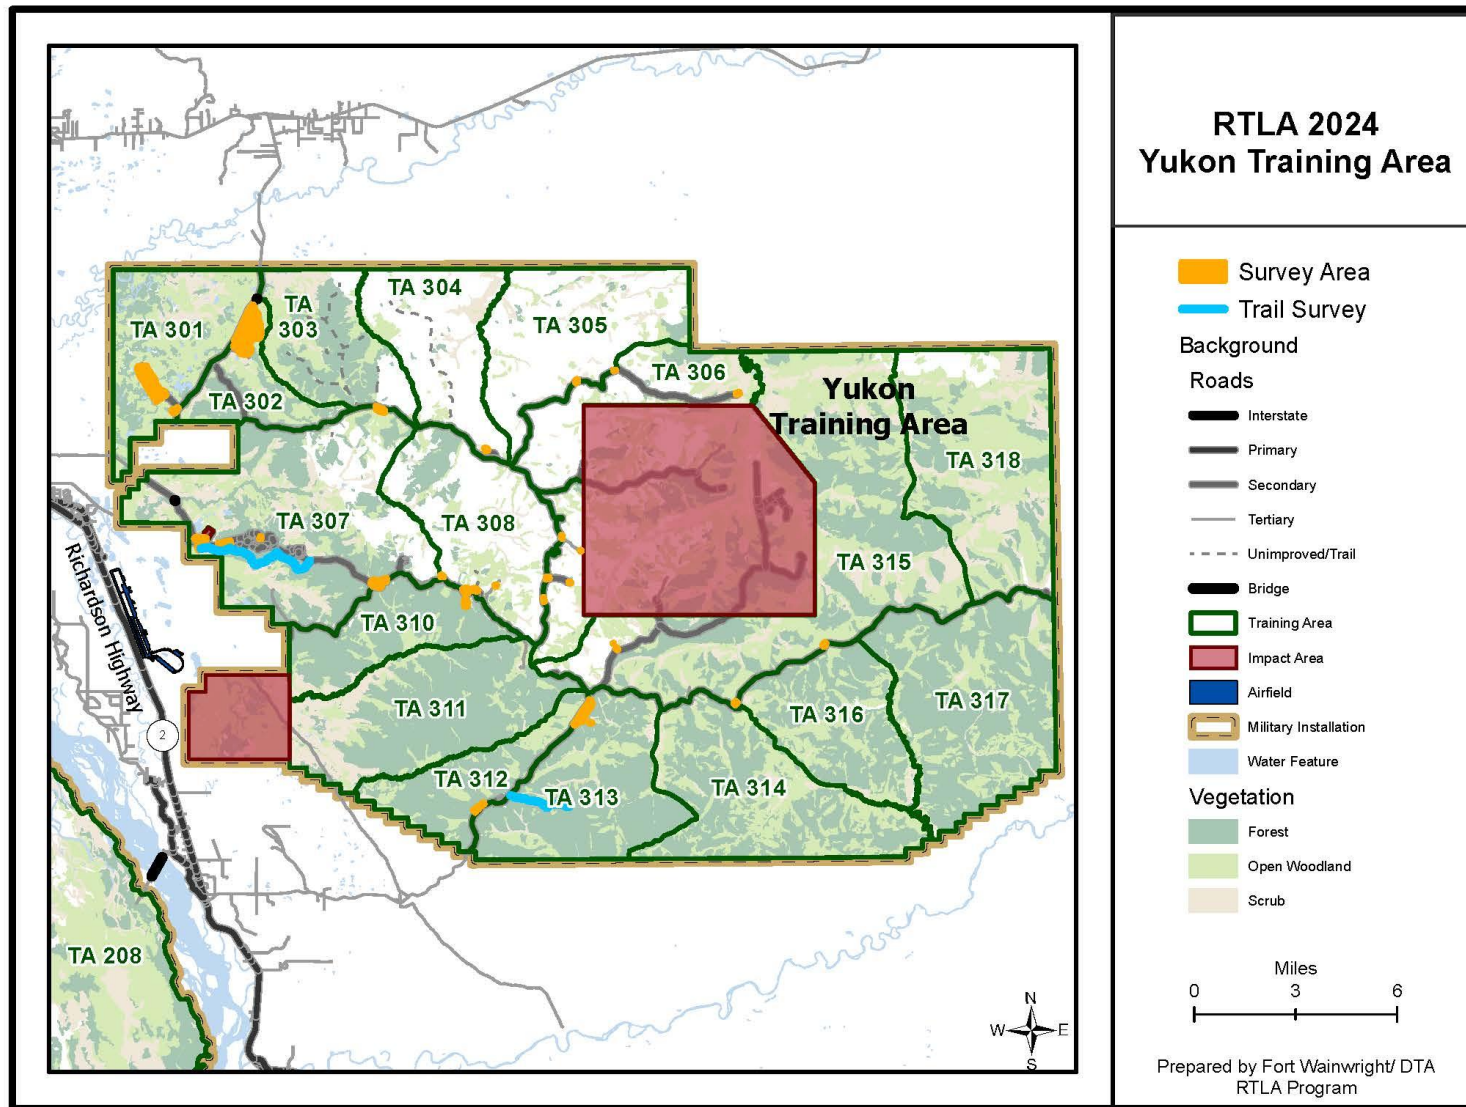 RTLA 2024
Yukon Training Area
Survey Area
Trail Survey
Background
Roads
Interstate
Primary
Secondary
Tertiary
Unimproved/Trail
Bridge
Training Area
Impact Area
Airfield
Military Installation
Water Feature
Vegetation
Forest
Open Woodland
Scrub
Miles
0 3 6
Prepared by Fort Wainwright/ DTA
RTLA Program
TA 301
TA
303
TA 304
TA 305
TA 306
TA 302
Yukon
Training Area
TA 318
TA 307
TA 308
TA 315
TA 310
TA 311
TA 316
TA 317
TA 312
TA 313
TA 314
TA 208
Richardson Highway
2
N
W E
S